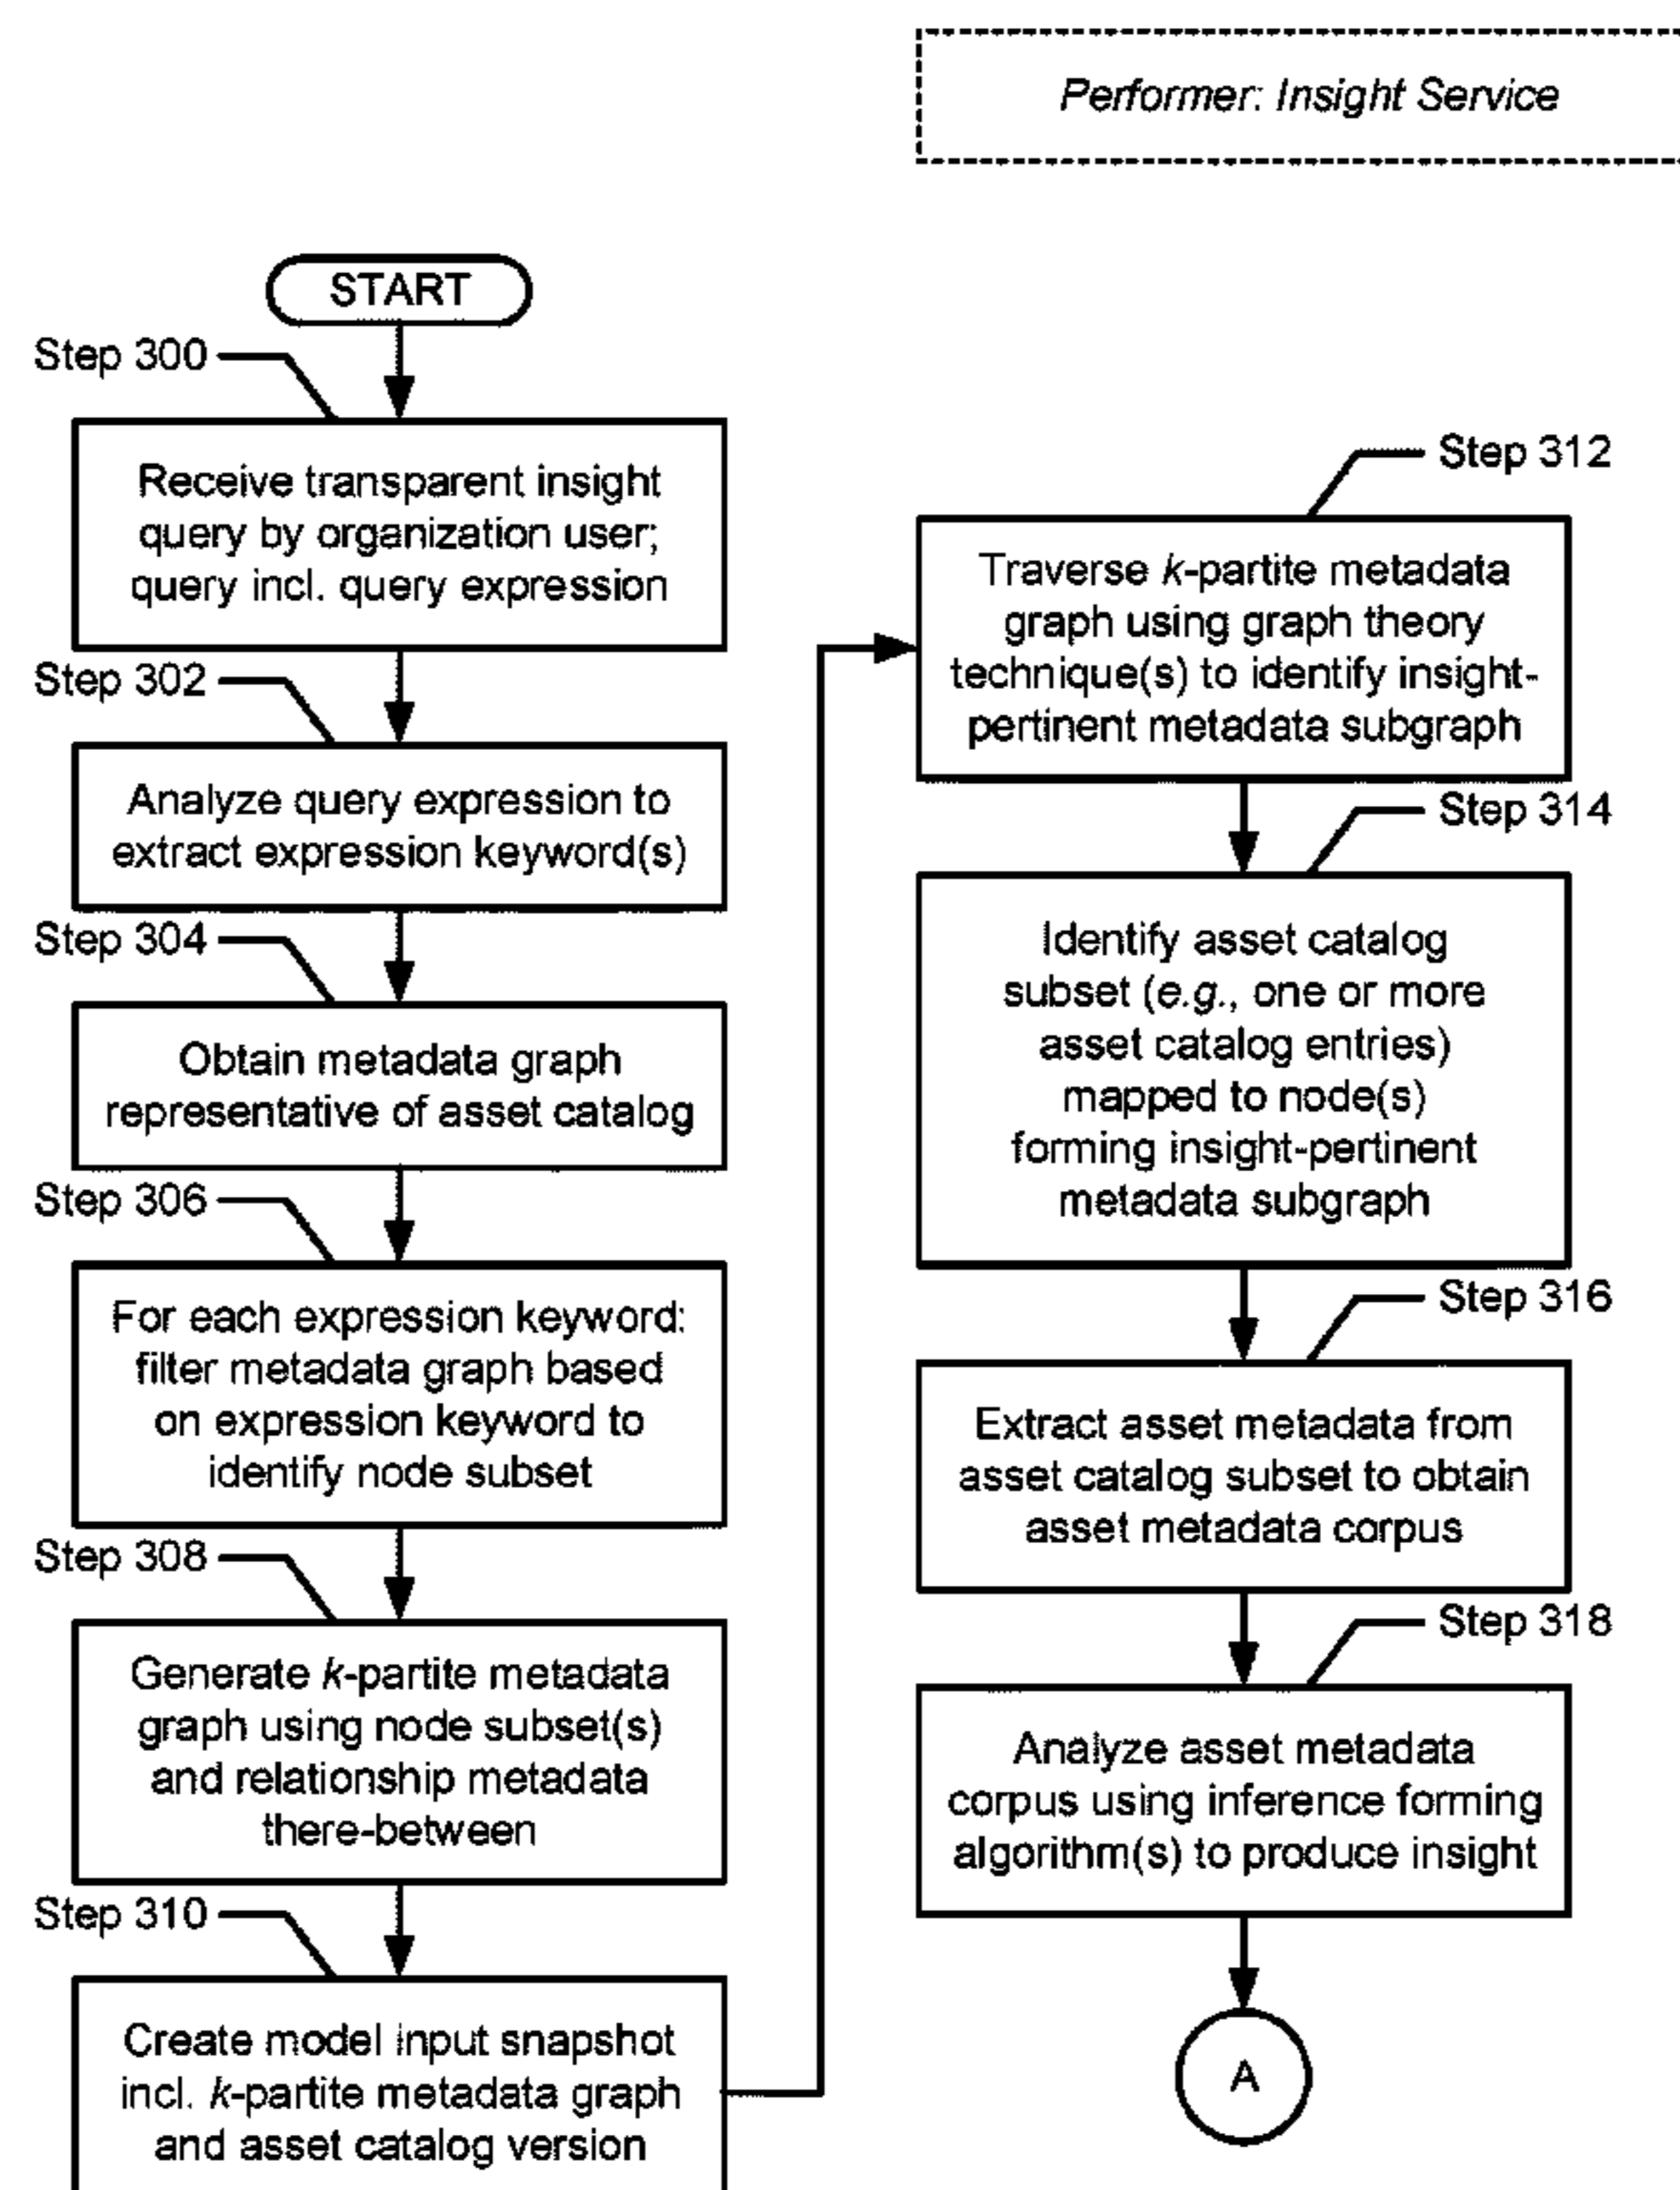 Performer: Insight Service
START
Step 300
Receive transparent insight
query by organization user;
query incl. query expression
Step 302
Analyze query expression to
extract expression keyword(s)
Step 304
Obtain metadata graph
representative of asset catalog
Step 306
For each expression keyword:
filter metadata graph based
on expression keyword to
identify node subset
Step 308
Generate k-partite metadata
graph using node subset(s)
and relationship metadata
there-between
Step 310
Create model input snapshot
incl. k-partite metadata graph
and asset catalog version
Step 312
Traverse k-partite metadata
graph using graph theory
technique(s) to identify insight-
pertinent metadata subgraph
Step 314
Identify asset catalog
subset (e.g., one or more
asset catalog entries)
mapped to node(s)
forming insight-pertinent
metadata subgraph
Step 316
Extract asset metadata from
asset catalog subset to obtain
asset metadata corpus
Step 318
Analyze asset metadata
corpus using inference forming
algorithm(s) to produce insight
A